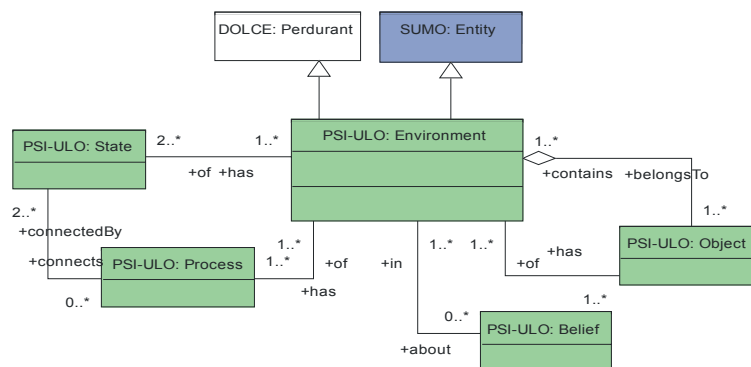 DOLCE: Perdurant
SUMO: Entity
PSI-ULO: State
2..*
1..*
PSI-ULO: Environment
1..*
+of +has
+contains
+belongsTo
2..*
+connectedBy
+connects
0..*
PSI-ULO: Process
1..*
1..*
+of
+has
+in
1..*
1..*
+has
+of
1..*
PSI-ULO: Object
1..*
0..*
+about
PSI-ULO: Belief